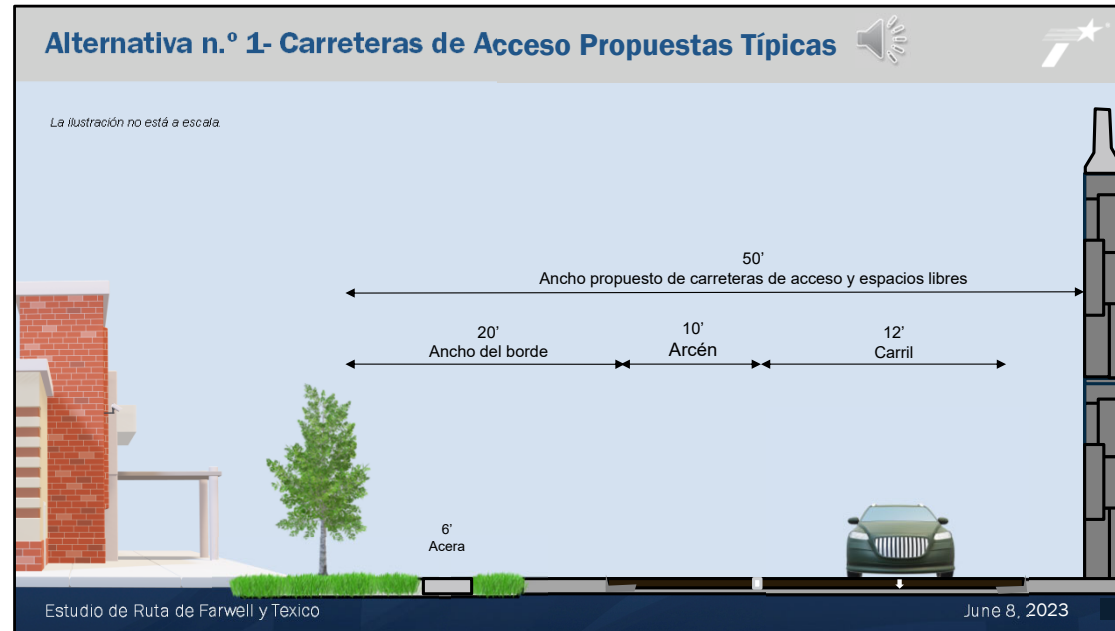 Alternativa n.º 1- Carreteras de Acceso Propuestas Típicas
La ilustración no está a escala.
50’
Ancho propuesto de carreteras de acceso y espacios libres
20’
Ancho del borde
10’
Arcén
12’
Carril
6’
Acera
Estudio de Ruta de Farwell y Texico
June 8, 2023